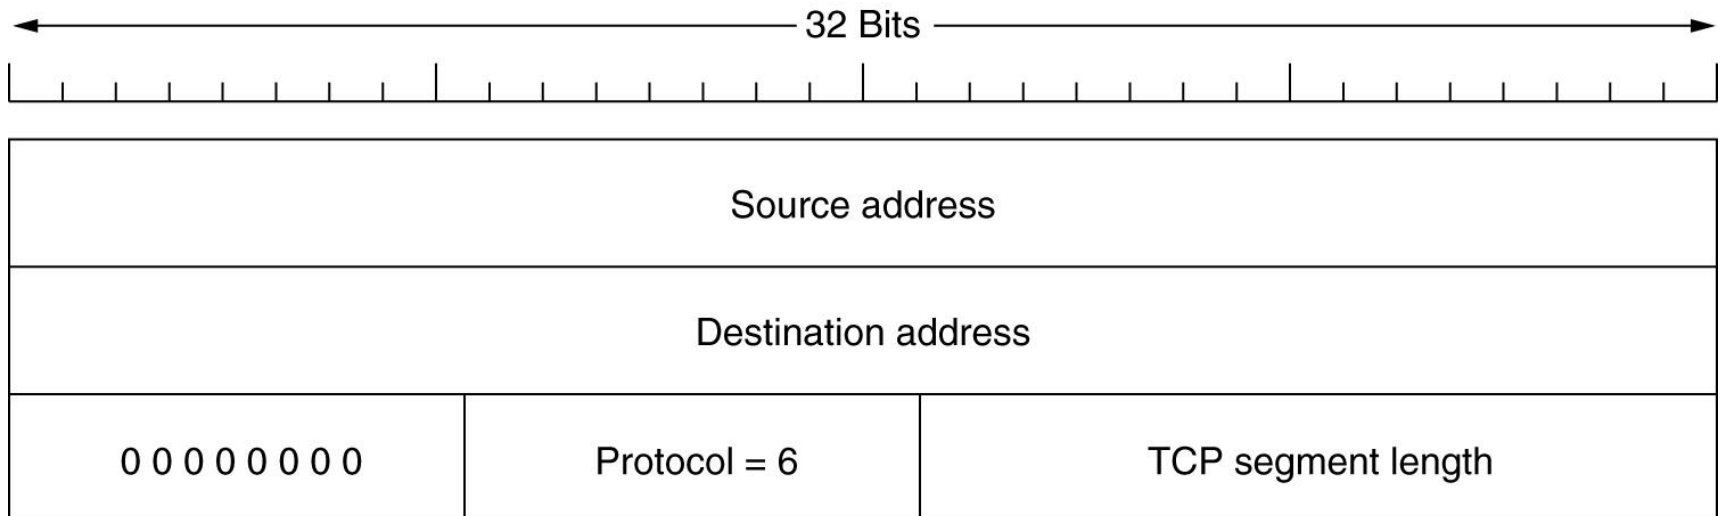 32 Bits
Source address
Destination address
0 0 0 0 0 0 0 0 Protocol = 6 TCP segment length